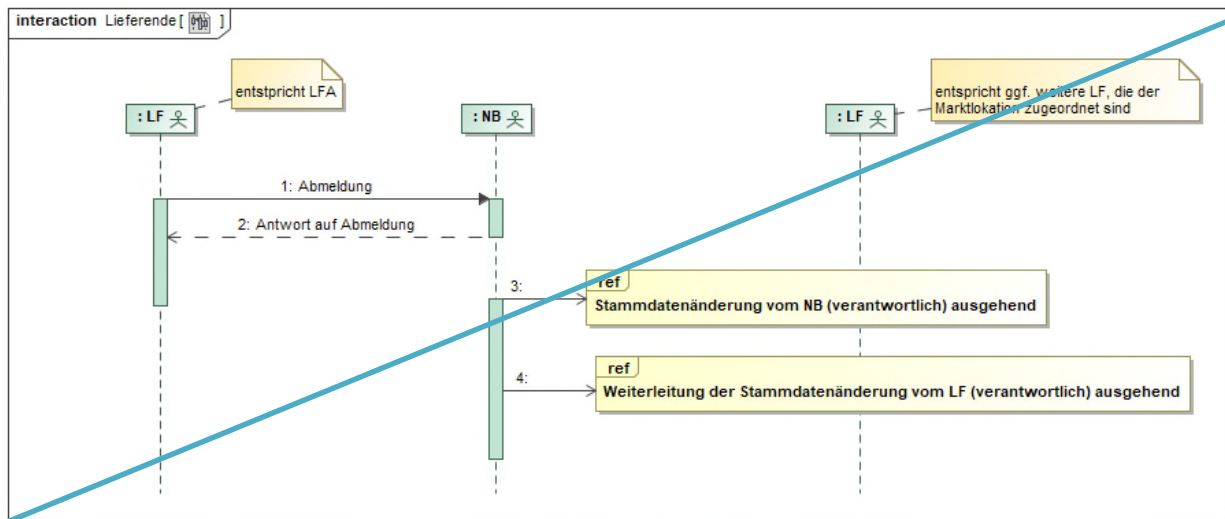 interaction Lieferende [ ]
entstpricht LFA
entspricht ggf. weitere LF, die der
Marktlokation zugeordnet sind
: LF
: NB
: LF
1: Abmeldung
2: Antwort auf Abmeldung
3:
ref
Stammdatenänderung vom NB (verantwortlich) ausgehend
4:
ref
Weiterleitung der Stammdatenänderung vom LF (verantwortlich) ausgehend